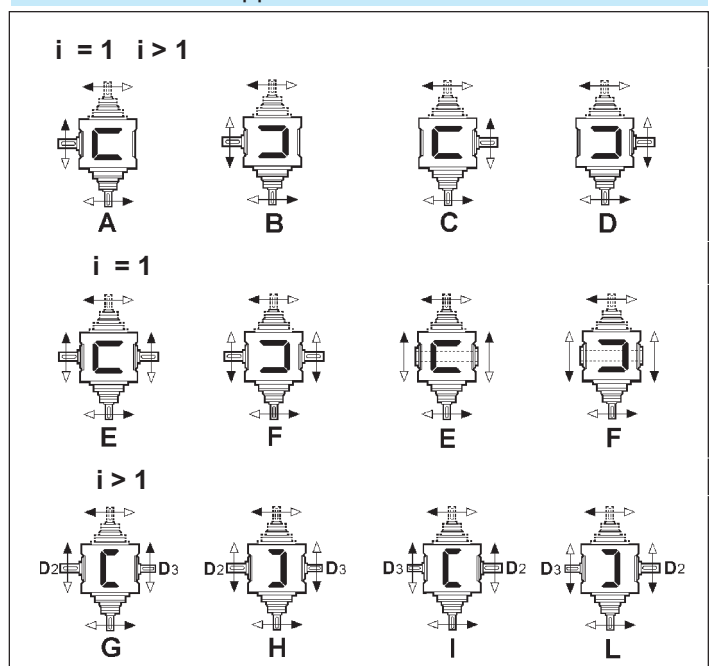 i = 1 i > 1
A B C D
i = 1
E F E F
i > 1
D2 D3 D2 D3 D3 D2 D3 D2
G H I L